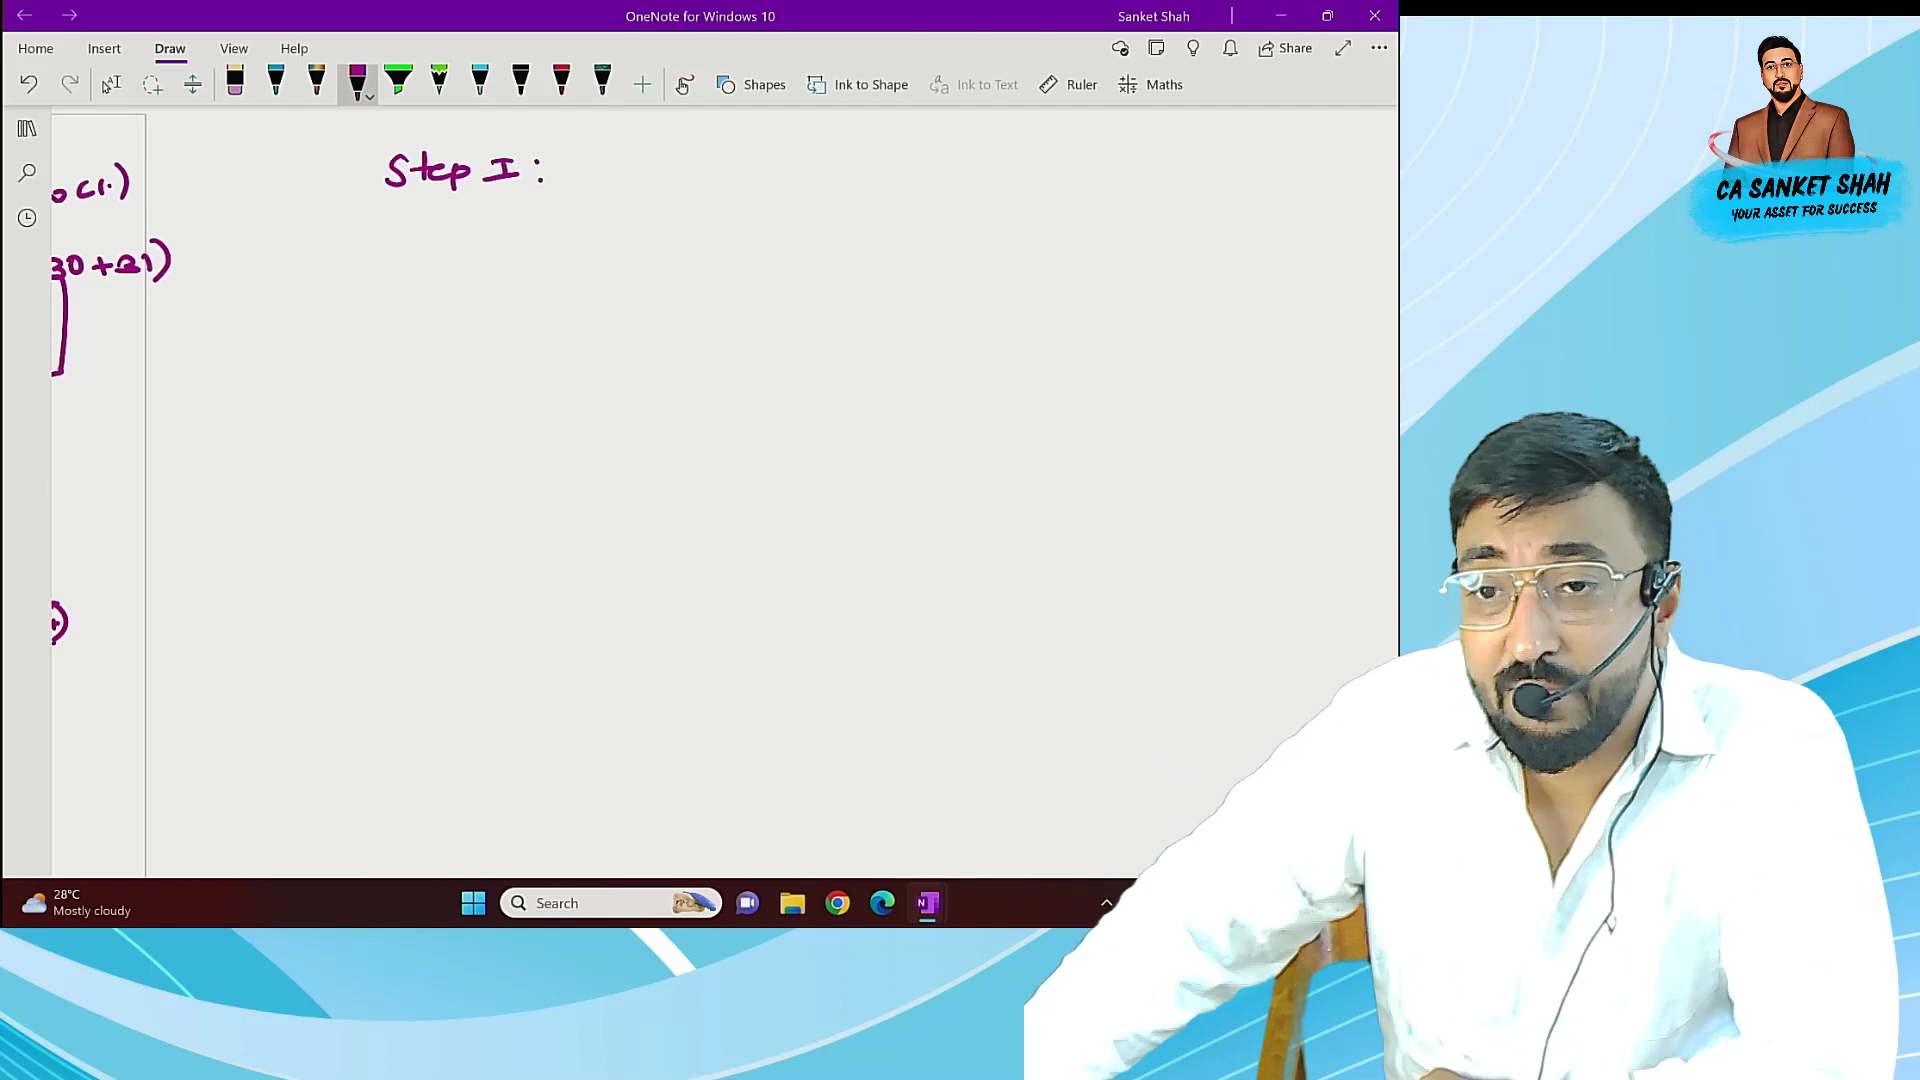 OneNote for Windows 10
Sanket Shah
Home Insert Draw View Help
Share
Shapes Ink to Shape Ink to Text Ruler Maths
Step I :
30 + 21)
CA SANKET SHAH
YOUR ASSET FOR SUCCESS
28°C
Mostly cloudy
Search